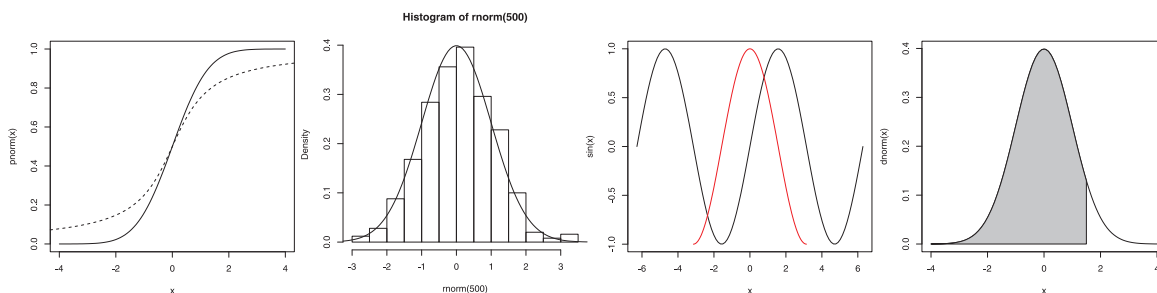 Histogram of rnorm(500)
pnorm(x)
0.0 0.2 0.4 0.6 0.8 1.0
-4 -2 0 2 4
x
Density
0.0 0.1 0.2 0.3 0.4
-3 -2 -1 0 1 2 3
rnorm(500)
sin(x)
-1.0 -0.5 0.0 0.5 1.0
-6 -4 -2 0 2 4 6
x
dnorm(x)
0.0 0.1 0.2 0.3 0.4
-4 -2 0 2 4
x